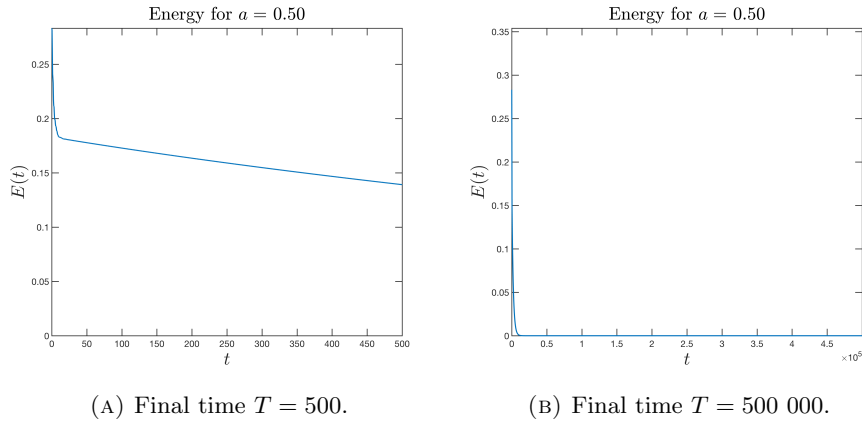 Energy for a = 0.50
E(t)
0.25
0.2
0.15
0.1
0.05
0
0 50 100 150 200 250 300 350 400 450 500
t
(A) Final time T = 500.
Energy for a = 0.50
E(t)
0.35
0.3
0.25
0.2
0.15
0.1
0.05
0
0 0.5 1 1.5 2 2.5 3 3.5 4 4.5
×10⁵
t
(B) Final time T = 500 000.